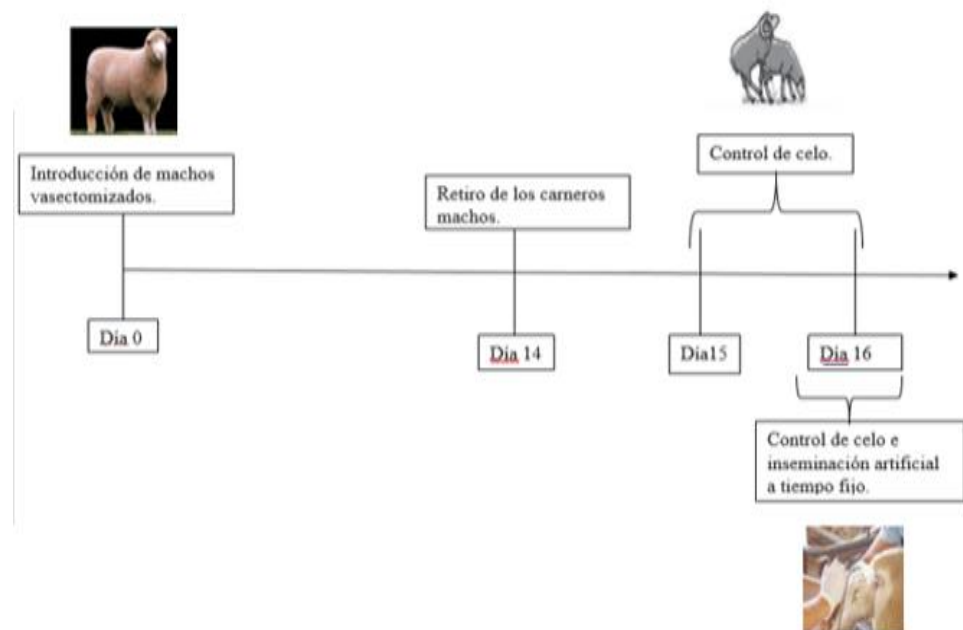 Introducción de machos
vasectomizados.
Retiro de los carneros
machos.
Control de celo.
Día 0
Día 14
Día15
Día 16
Control de celo e
inseminación artificial
a tiempo fijo.